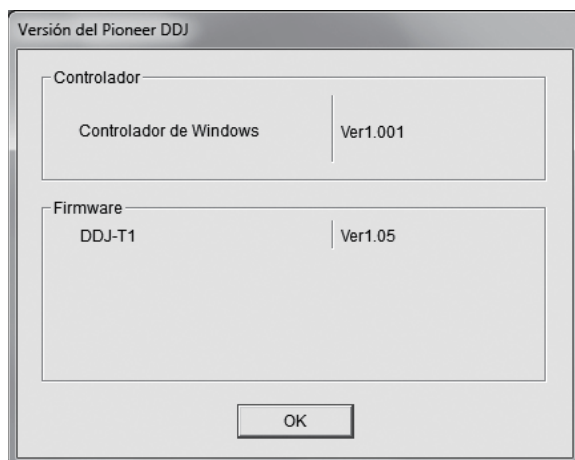 Versión del Pioneer DDJ
Controlador
Controlador de Windows Ver1.001
Firmware
DDJ-T1 Ver1.05
OK